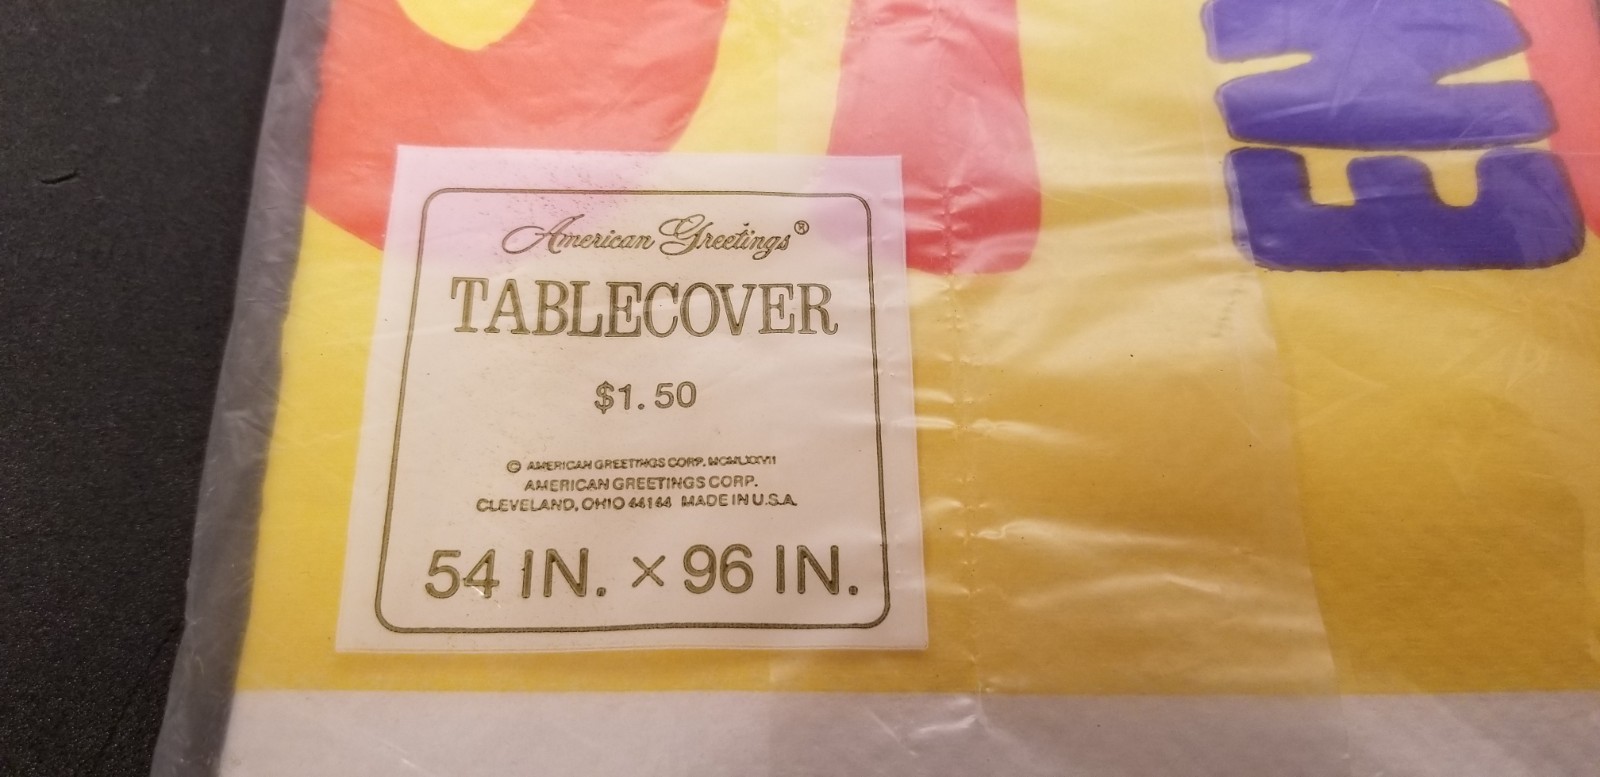 American Greetings®
TABLECOVER
$1.50
© AMERICAN GREETINGS CORP. MCMLXXVII
AMERICAN GREETINGS CORP.
CLEVELAND, OHIO 44144 MADE IN U.S.A.
54 IN. × 96 IN.